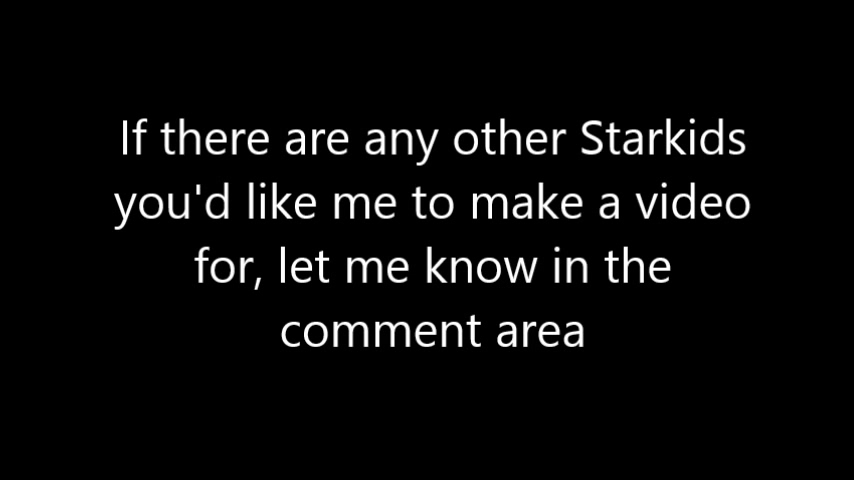 If there are any other Starkids
you'd like me to make a video
for, let me know in the
comment area